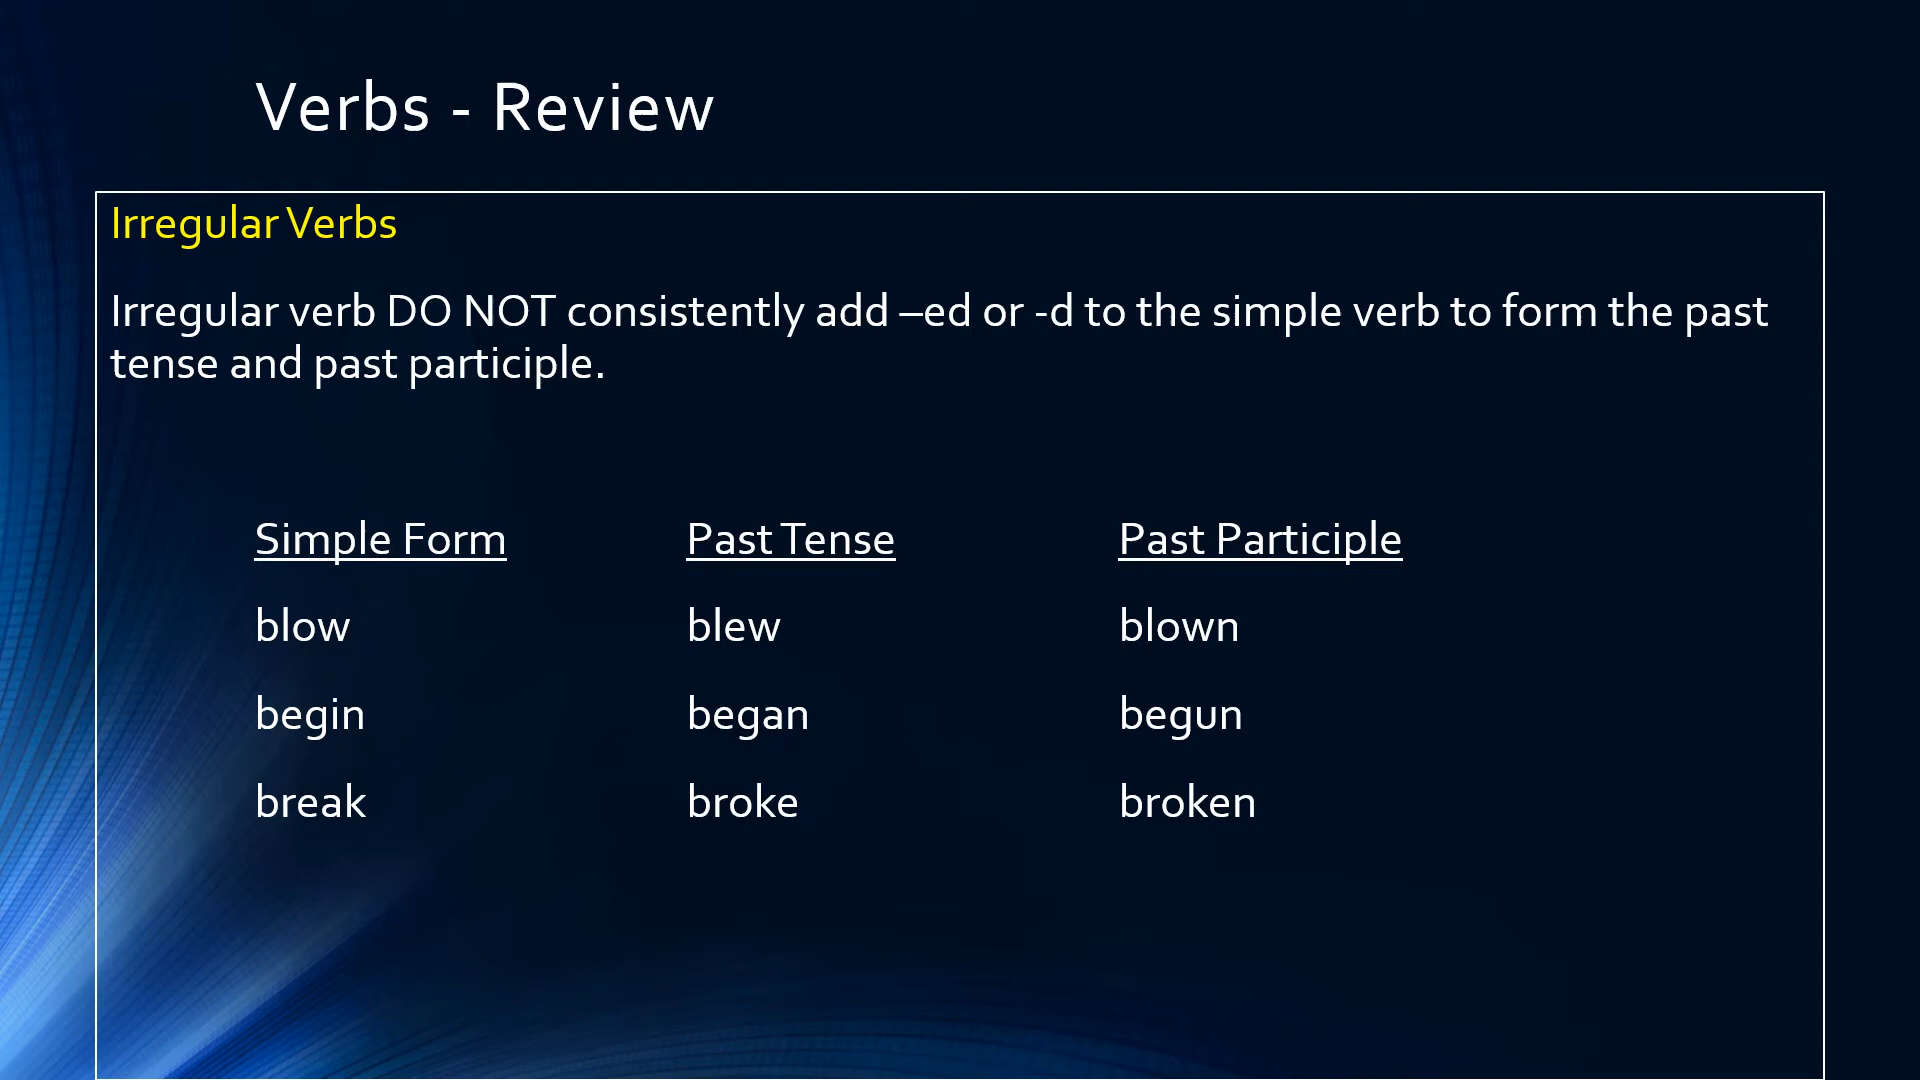 Verbs - Review
Irregular Verbs
Irregular verb DO NOT consistently add –ed or -d to the simple verb to form the past
tense and past participle.
Simple Form Past Tense Past Participle
blow blew blown
begin began begun
break broke broken